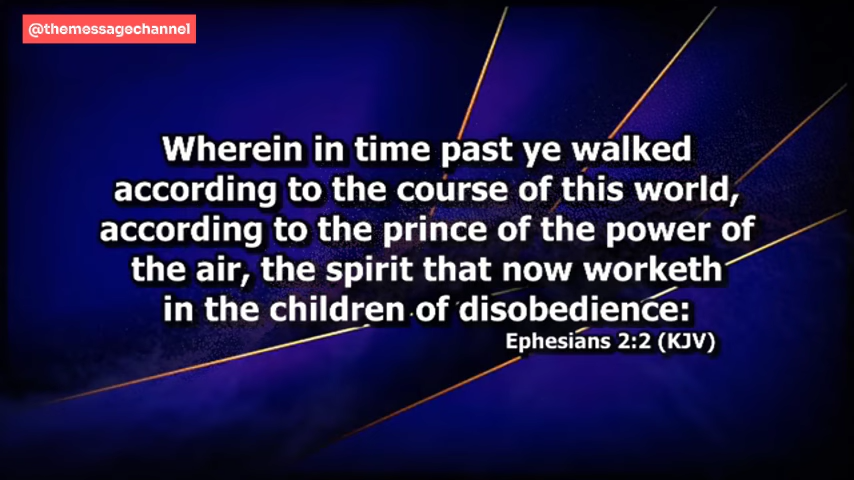 @themessagechannel
Wherein in time past ye walked
according to the course of this world,
according to the prince of the power of
the air, the spirit that now worketh
in the children of disobedience:
Ephesians 2:2 (KJV)